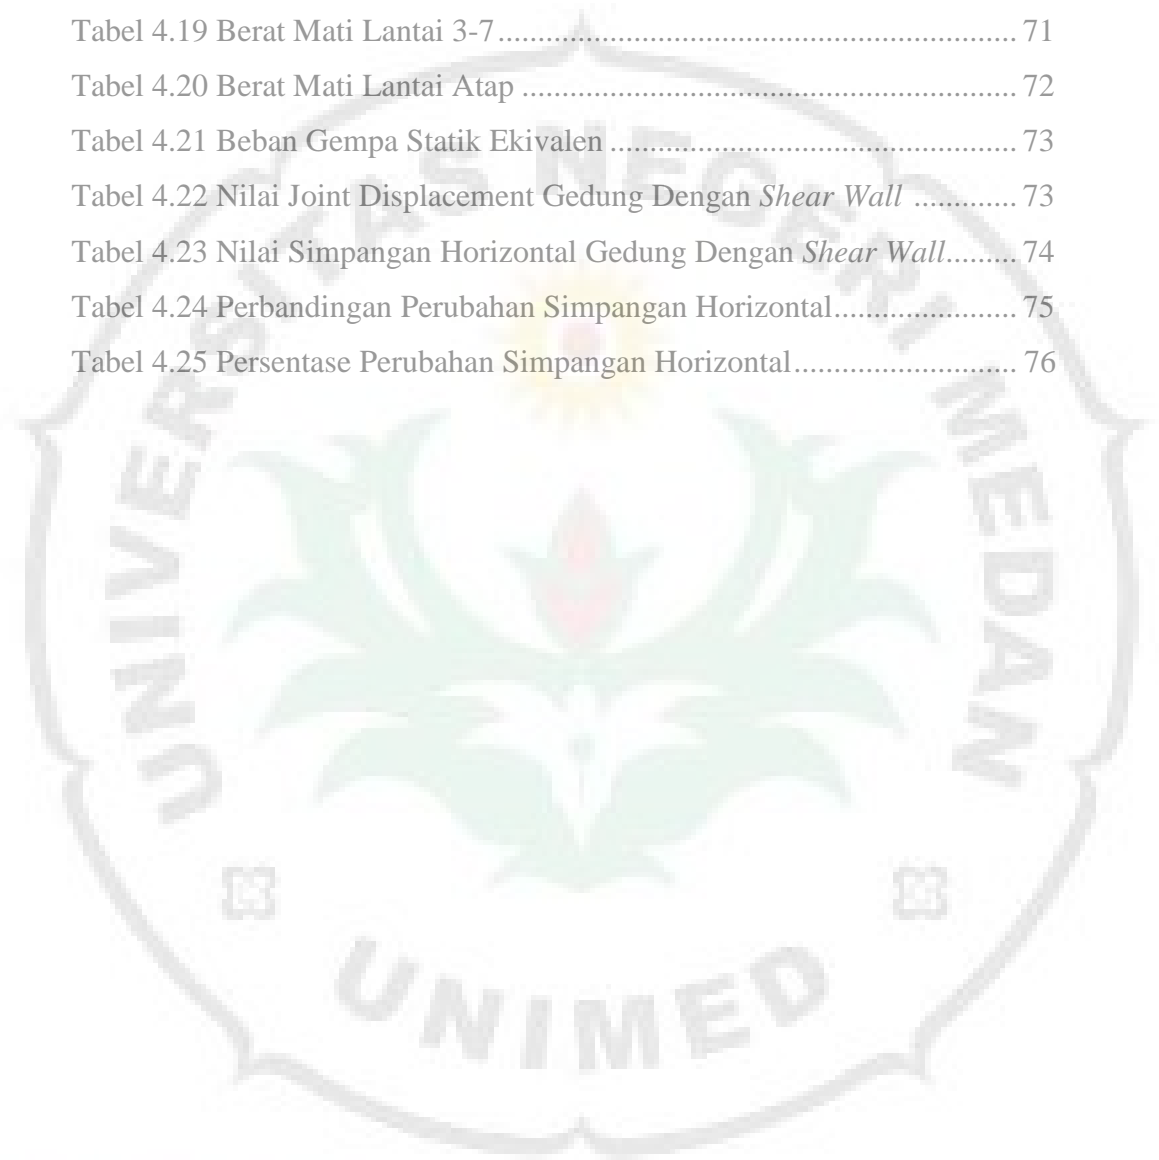 Tabel 4.19 Berat Mati Lantai 3-7................................................................. 71
Tabel 4.20 Berat Mati Lantai Atap .............................................................. 72
Tabel 4.21 Beban Gempa Statik Ekivalen ................................................... 73
Tabel 4.22 Nilai Joint Displacement Gedung Dengan Shear Wall ............. 73
Tabel 4.23 Nilai Simpangan Horizontal Gedung Dengan Shear Wall......... 74
Tabel 4.24 Perbandingan Perubahan Simpangan Horizontal....................... 75
Tabel 4.25 Persentase Perubahan Simpangan Horizontal............................ 76
UNIVERSITAS NEGERI MEDAN
UNIMED